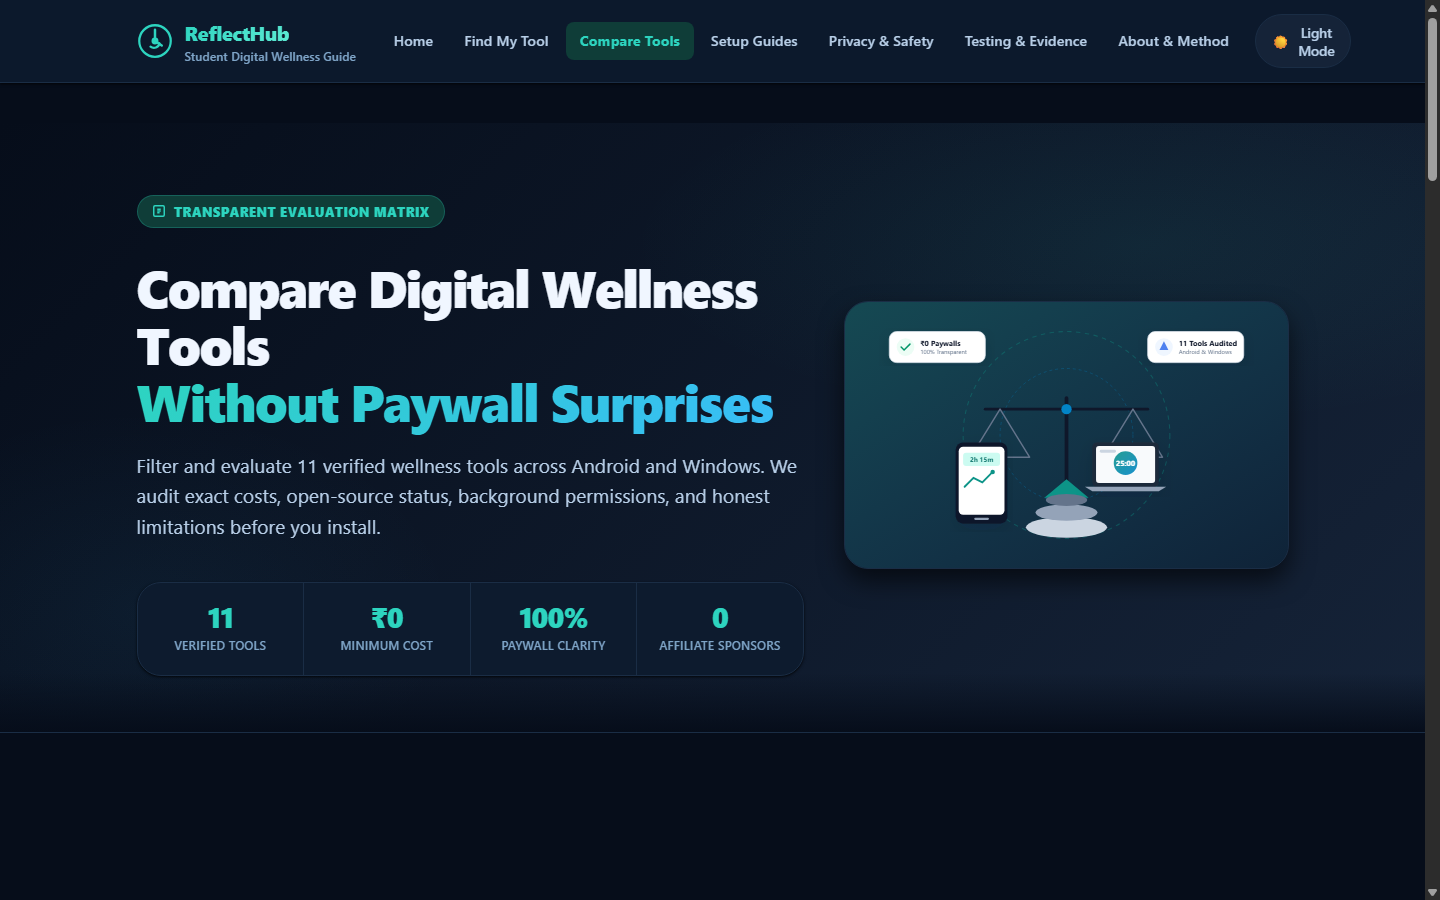 ReflectHub
Student Digital Wellness Guide
Home
Find My Tool
Compare Tools
Setup Guides
Privacy & Safety
Testing & Evidence
About & Method
Light
Mode
TRANSPARENT EVALUATION MATRIX
Compare Digital Wellness
Tools
Without Paywall Surprises
Filter and evaluate 11 verified wellness tools across Android and Windows. We
audit exact costs, open-source status, background permissions, and honest
limitations before you install.
11
VERIFIED TOOLS
₹0
MINIMUM COST
100%
PAYWALL CLARITY
0
AFFILIATE SPONSORS
₹0 Paywalls
100% Transparent
11 Tools Audited
Android & Windows
2h 15m
25:00